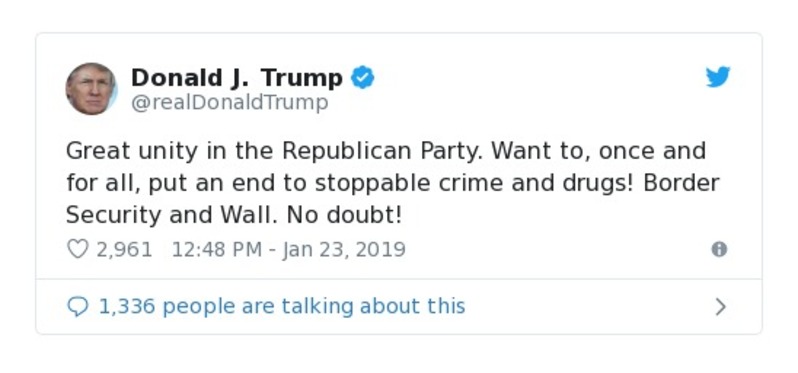 Donald J. Trump
@realDonaldTrump
Great unity in the Republican Party. Want to, once and
for all, put an end to stoppable crime and drugs! Border
Security and Wall. No doubt!
2,961 12:48 PM - Jan 23, 2019
1,336 people are talking about this